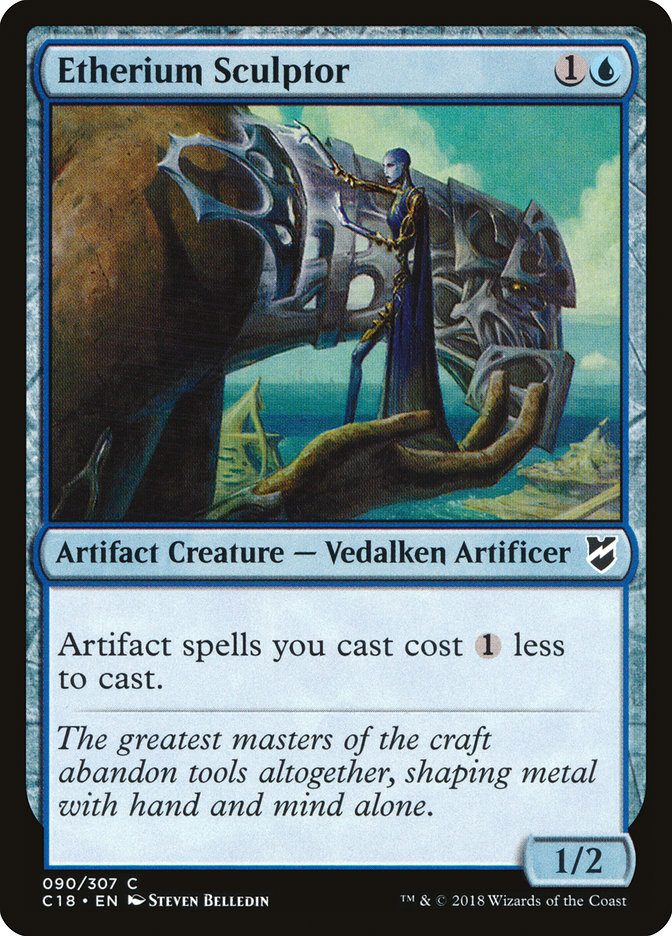 Etherium Sculptor 1
Artifact Creature — Vedalken Artificer
Artifact spells you cast cost 1 less
to cast.
The greatest masters of the craft
abandon tools altogether, shaping metal
with hand and mind alone.
1/2
090/307 C
C18 • EN Steven Belledin
™ & © 2018 Wizards of the Coast